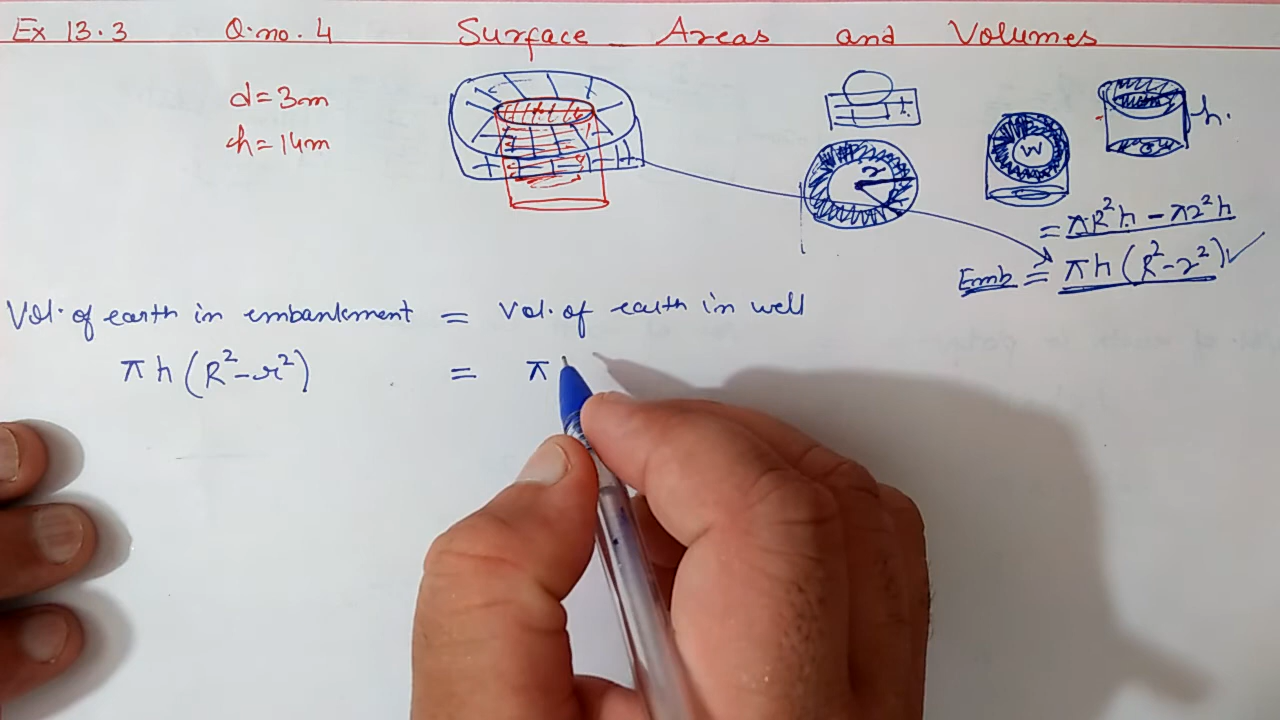 Ex 13.3 Q.no.4 Surface Areas and Volumes
d = 3m
h = 14m
r
W
h.
= πR²h − πr²h
Emb = πh(R²−r²) ✓
Vol. of earth in embankment = Vol. of earth in well
πh(R²−r²) = π